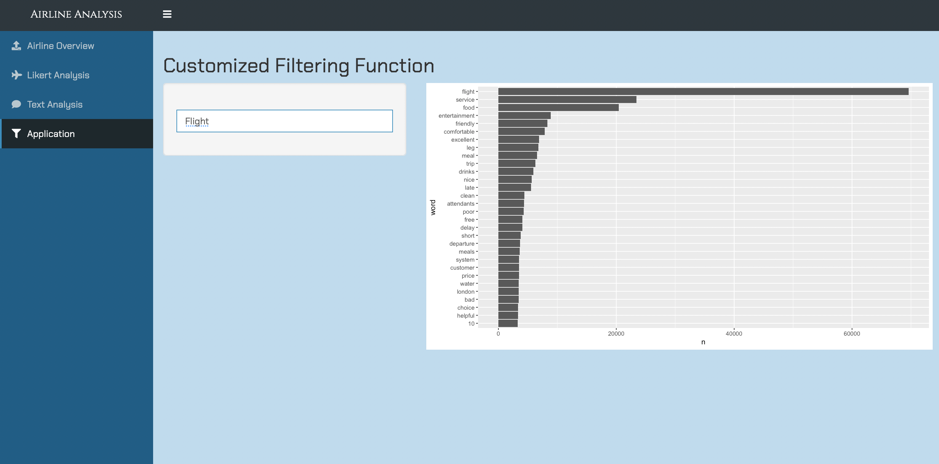 Airline Analysis
Airline Overview
Likert Analysis
Text Analysis
Application
Customized Filtering Function
Flight
word
flight
service
food
entertainment
friendly
comfortable
excellent
leg
meal
trip
drinks
nice
late
clean
attendants
poor
free
delay
short
departure
meals
system
customer
price
water
london
bad
choice
helpful
10
0 20000 40000 60000
n